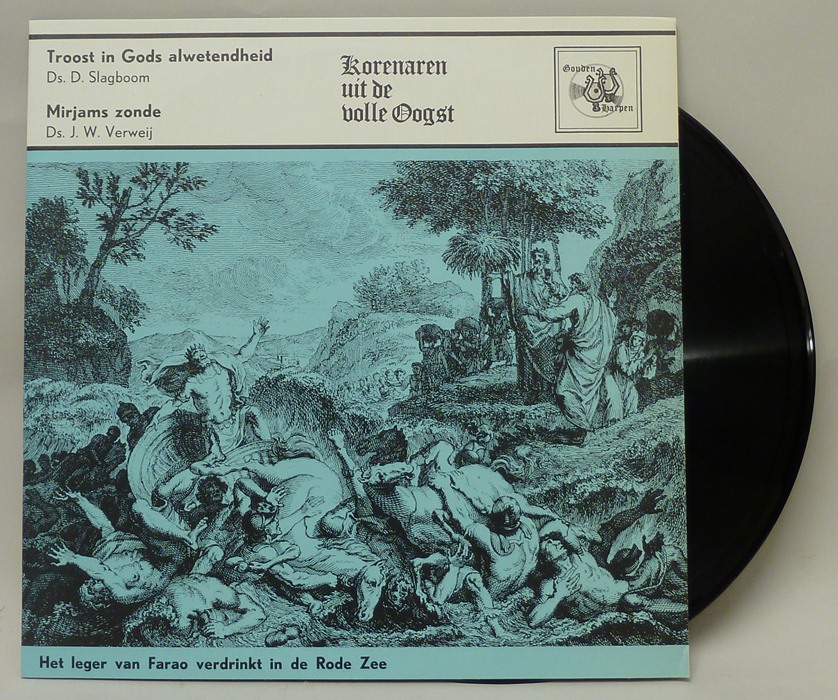 Troost in Gods alwetendheid
Ds. D. Slagboom
Mirjams zonde
Ds. J. W. Verweij
Korenaren
uit de
volle Oogst
Gouden
Harpen
Het leger van Farao verdrinkt in de Rode Zee